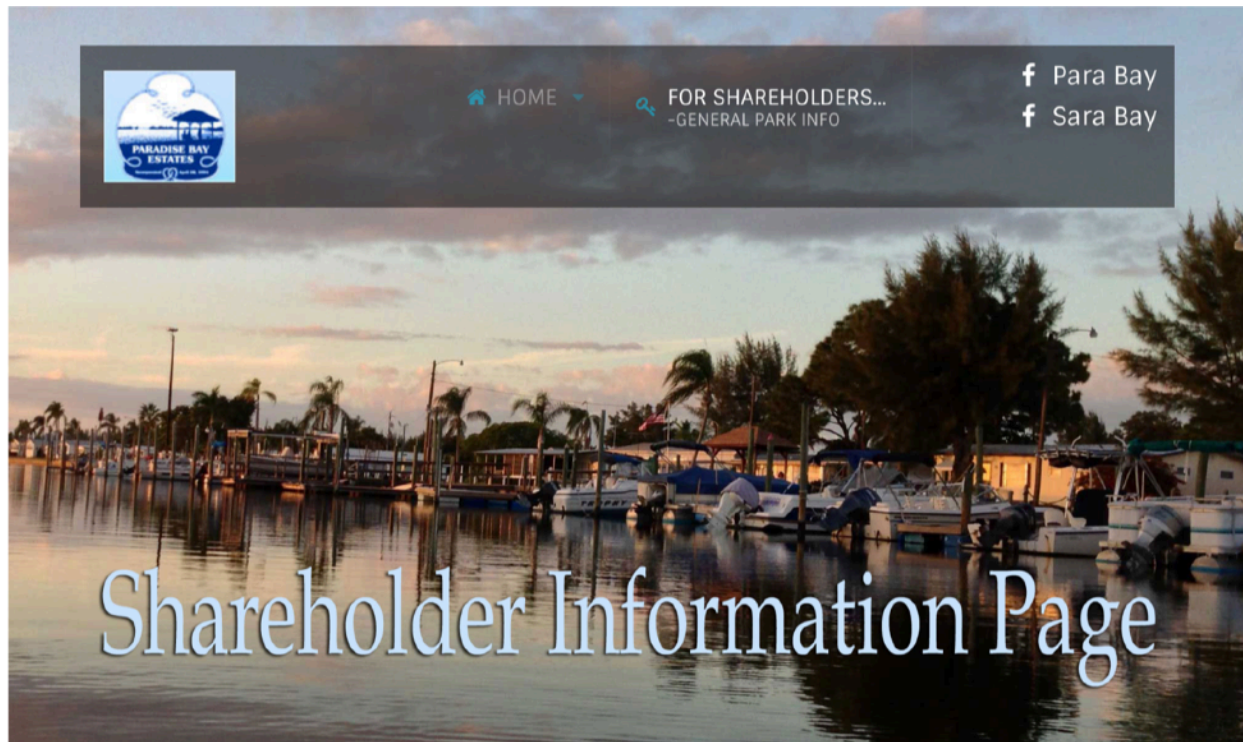 PARADISE BAY
ESTATES
HOME
FOR SHAREHOLDERS...
-GENERAL PARK INFO
Para Bay
Sara Bay
Shareholder Information Page